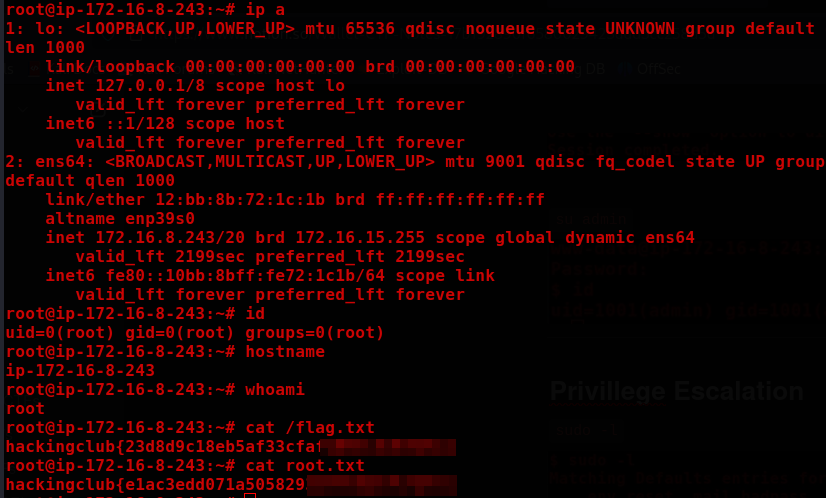 root@ip-172-16-8-243:~# ip a
1: lo: <LOOPBACK,UP,LOWER_UP> mtu 65536 qdisc noqueue state UNKNOWN group default
len 1000
    link/loopback 00:00:00:00:00:00 brd 00:00:00:00:00:00
    inet 127.0.0.1/8 scope host lo
       valid_lft forever preferred_lft forever
    inet6 ::1/128 scope host
       valid_lft forever preferred_lft forever
2: ens64: <BROADCAST,MULTICAST,UP,LOWER_UP> mtu 9001 qdisc fq_codel state UP group
default qlen 1000
    link/ether 12:bb:8b:72:1c:1b brd ff:ff:ff:ff:ff:ff
    altname enp39s0
    inet 172.16.8.243/20 brd 172.16.15.255 scope global dynamic ens64
       valid_lft 2199sec preferred_lft 2199sec
    inet6 fe80::10bb:8bff:fe72:1c1b/64 scope link
       valid_lft forever preferred_lft forever
root@ip-172-16-8-243:~# id
uid=0(root) gid=0(root) groups=0(root)
root@ip-172-16-8-243:~# hostname
ip-172-16-8-243
root@ip-172-16-8-243:~# whoami
root
root@ip-172-16-8-243:~# cat /flag.txt
hackingclub{23d8d9c18eb5af33cfa
root@ip-172-16-8-243:~# cat root.txt
hackingclub{e1ac3edd071a505829
root@ip-172-16-8-243:~#
DB
OffSec
Privillege Escalation